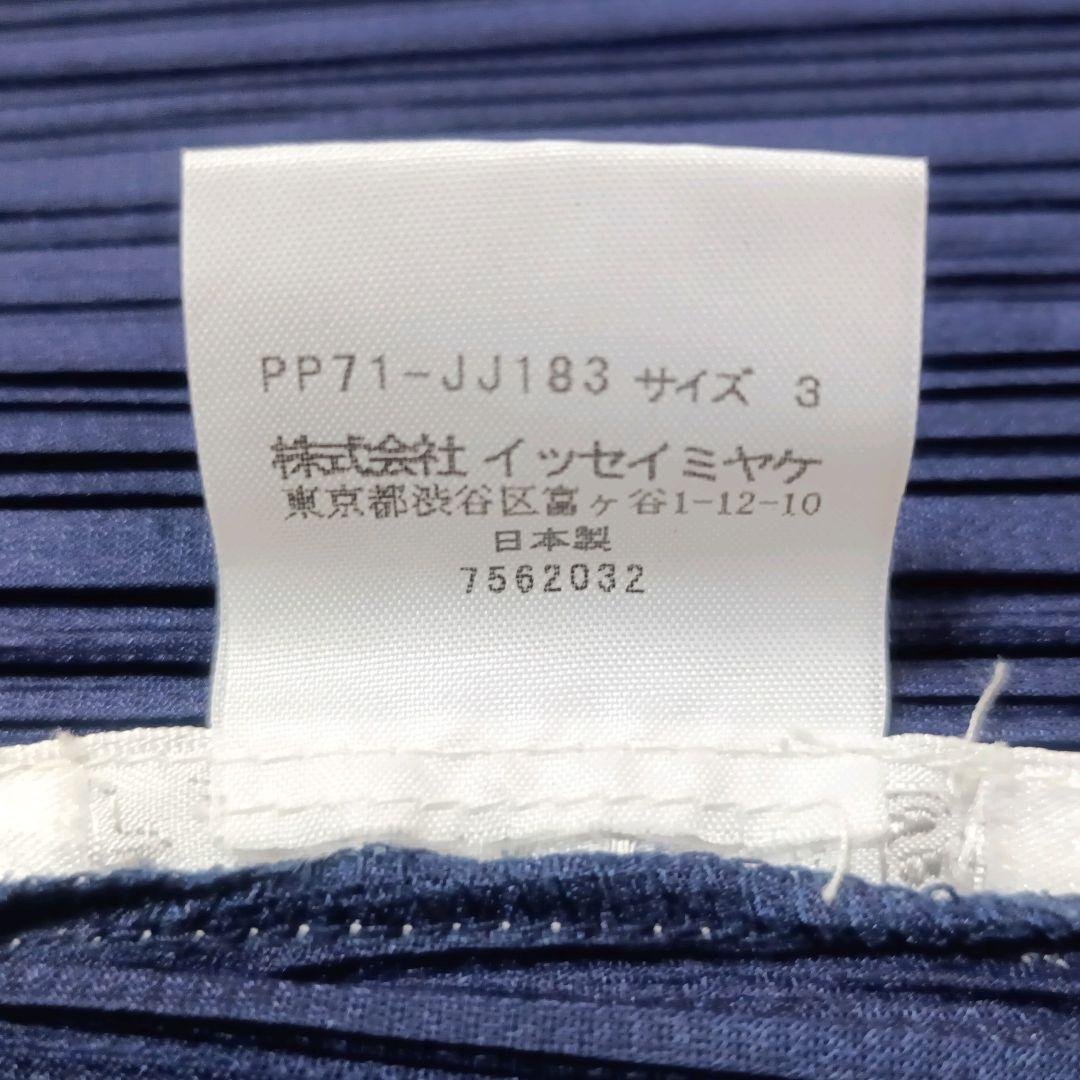 PP71-JJ183 サイズ 3
株式会社 イッセイミヤケ
東京都渋谷区富ヶ谷1-12-10
日本製
7562032